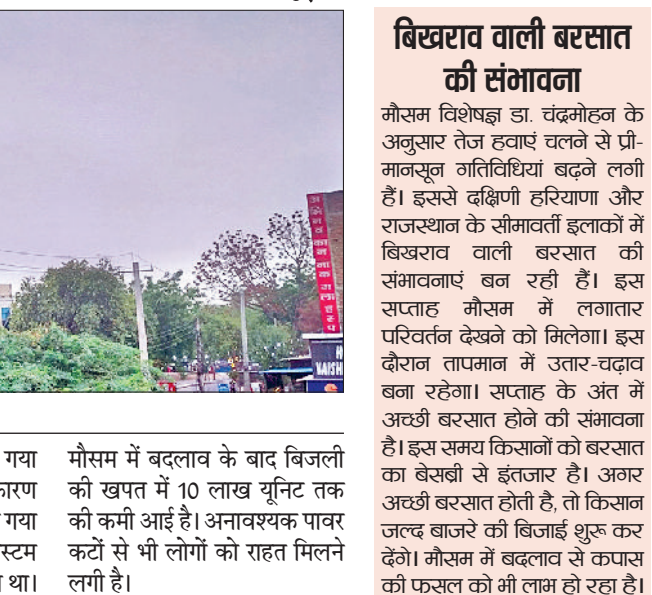 बिखराव वाली बरसात
की संभावना
मौसम विशेषज्ञ डा. चंद्रमोहन के
अनुसार तेज हवाएं चलने से प्री-
मानसून गतिविधियां बढ़ने लगी
हैं। इससे दक्षिणी हरियाणा और
राजस्थान के सीमावर्ती इलाकों में
बिखराव वाली बरसात की
संभावनाएं बन रही हैं। इस
सप्ताह मौसम में लगातार
परिवर्तन देखने को मिलेगा। इस
दौरान तापमान में उतार-चढ़ाव
बना रहेगा। सप्ताह के अंत में
अच्छी बरसात होने की संभावना
है। इस समय किसानों को बरसात
का बेसब्री से इंतजार है। अगर
अच्छी बरसात होती है, तो किसान
जल्द बाजरे की बिजाई शुरू कर
देंगे। मौसम में बदलाव से कपास
की फसल को भी लाभ हो रहा है।
गया
गया
था।
मौसम में बदलाव के बाद बिजली
की खपत में 10 लाख यूनिट तक
की कमी आई है। अनावश्यक पावर
कटों से भी लोगों को राहत मिलने
लगी है।